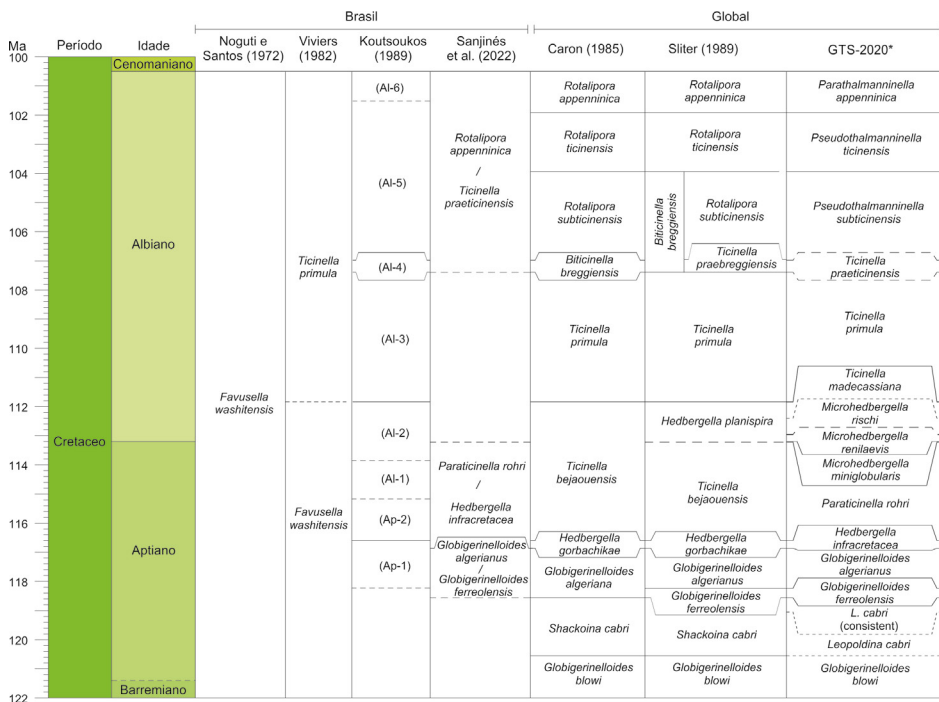 Brasil
Global
Ma
Período
Idade
Noguti e
Santos (1972)
Viviers
(1982)
Koutsoukos
(1989)
Sanjinés
et al. (2022)
Caron (1985)
Sliter (1989)
GTS-2020*
100
102
104
106
108
110
112
114
116
118
120
122
Cretaceo
Cenomaniano
Albiano
Aptiano
Barremiano
Favusella
washitensis
Ticinella
primula
Favusella
washitensis
(Al-6)
(Al-5)
(Al-4)
(Al-3)
(Al-2)
(Al-1)
(Ap-2)
(Ap-1)
Rotalipora
appenninica
/
Ticinella
praeticinensis
Paraticinella rohri
/
Hedbergella
infracretacea
Globigerinelloides
algerianus
/
Globigerinelloides
ferreolensis
Rotalipora
appenninica
Rotalipora
ticinensis
Rotalipora
subticinensis
Biticinella
breggiensis
Ticinella
primula
Ticinella
bejaouensis
Hedbergella
gorbachikae
Globigerinelloides
algeriana
Shackoina cabri
Globigerinelloides
blowi
Rotalipora
appenninica
Rotalipora
ticinensis
Biticinella
breggiensis
Rotalipora
subticinensis
Ticinella
praebreggiensis
Ticinella
primula
Hedbergella planispira
Ticinella
bejaouensis
Hedbergella
gorbachikae
Globigerinelloides
algerianus
Globigerinelloides
ferreolensis
Shackoina cabri
Globigerinelloides
blowi
Parathalmanninella
appenninica
Pseudothalmanninella
ticinensis
Pseudothalmanninella
subticinensis
Ticinella
praeticinensis
Ticinella
primula
Ticinella
madecassiana
Microhedbergella
rischi
Microhedbergella
renilaevis
Microhedbergella
miniglobularis
Paraticinella rohri
Hedbergella
infracretacea
Globigerinelloides
algerianus
Globigerinelloides
ferreolensis
L. cabri
(consistent)
Leopoldina cabri
Globigerinelloides
blowi